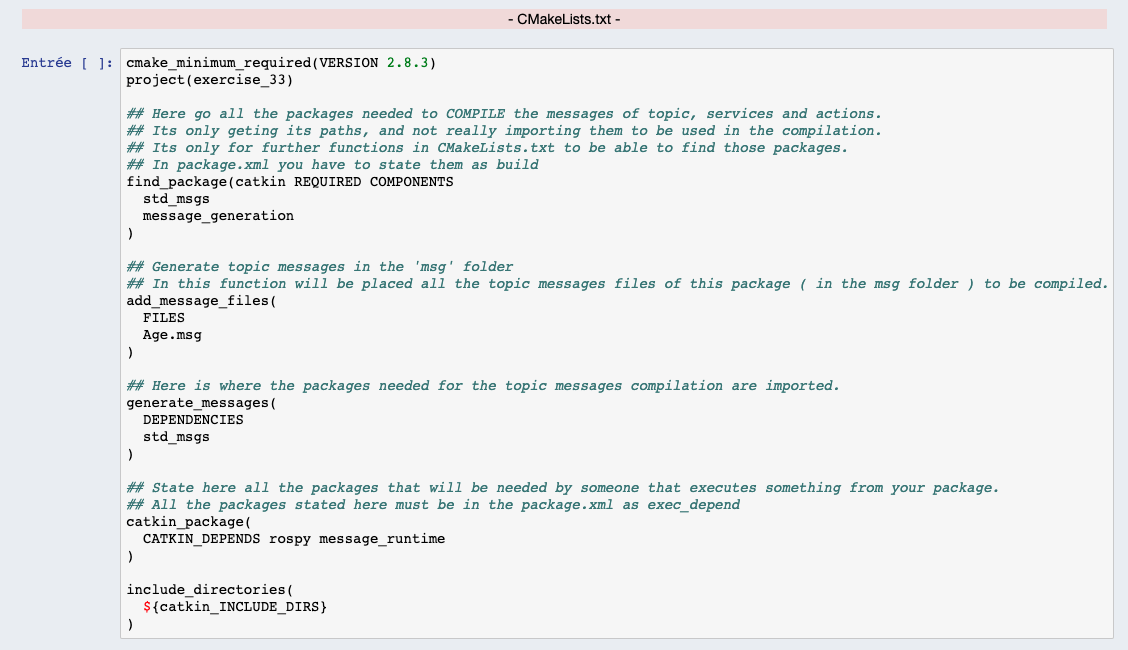 - CMakeLists.txt -
Entrée [ ]: cmake_minimum_required(VERSION 2.8.3)
project(exercise_33)
## Here go all the packages needed to COMPILE the messages of topic, services and actions.
## Its only geting its paths, and not really importing them to be used in the compilation.
## Its only for further functions in CMakeLists.txt to be able to find those packages.
## In package.xml you have to state them as build
find_package(catkin REQUIRED COMPONENTS
  std_msgs
  message_generation
)
## Generate topic messages in the 'msg' folder
## In this function will be placed all the topic messages files of this package ( in the msg folder ) to be compiled.
add_message_files(
  FILES
  Age.msg
)
## Here is where the packages needed for the topic messages compilation are imported.
generate_messages(
  DEPENDENCIES
  std_msgs
)
## State here all the packages that will be needed by someone that executes something from your package.
## All the packages stated here must be in the package.xml as exec_depend
catkin_package(
  CATKIN_DEPENDS rospy message_runtime
)
include_directories(
  ${catkin_INCLUDE_DIRS}
)